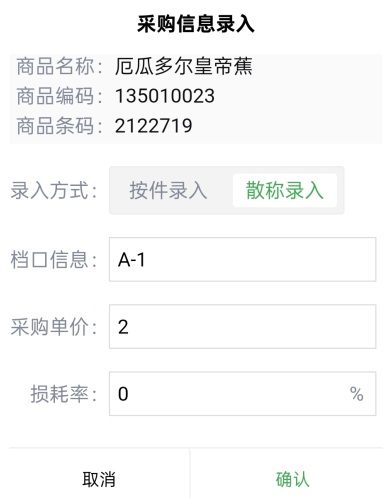 采购信息录入
商品名称：厄瓜多尔皇帝蕉
商品编码：135010023
商品条码：2122719
录入方式： 按件录入 散称录入
档口信息： A-1
采购单价： 2
损耗率： 0 %
取消 确认